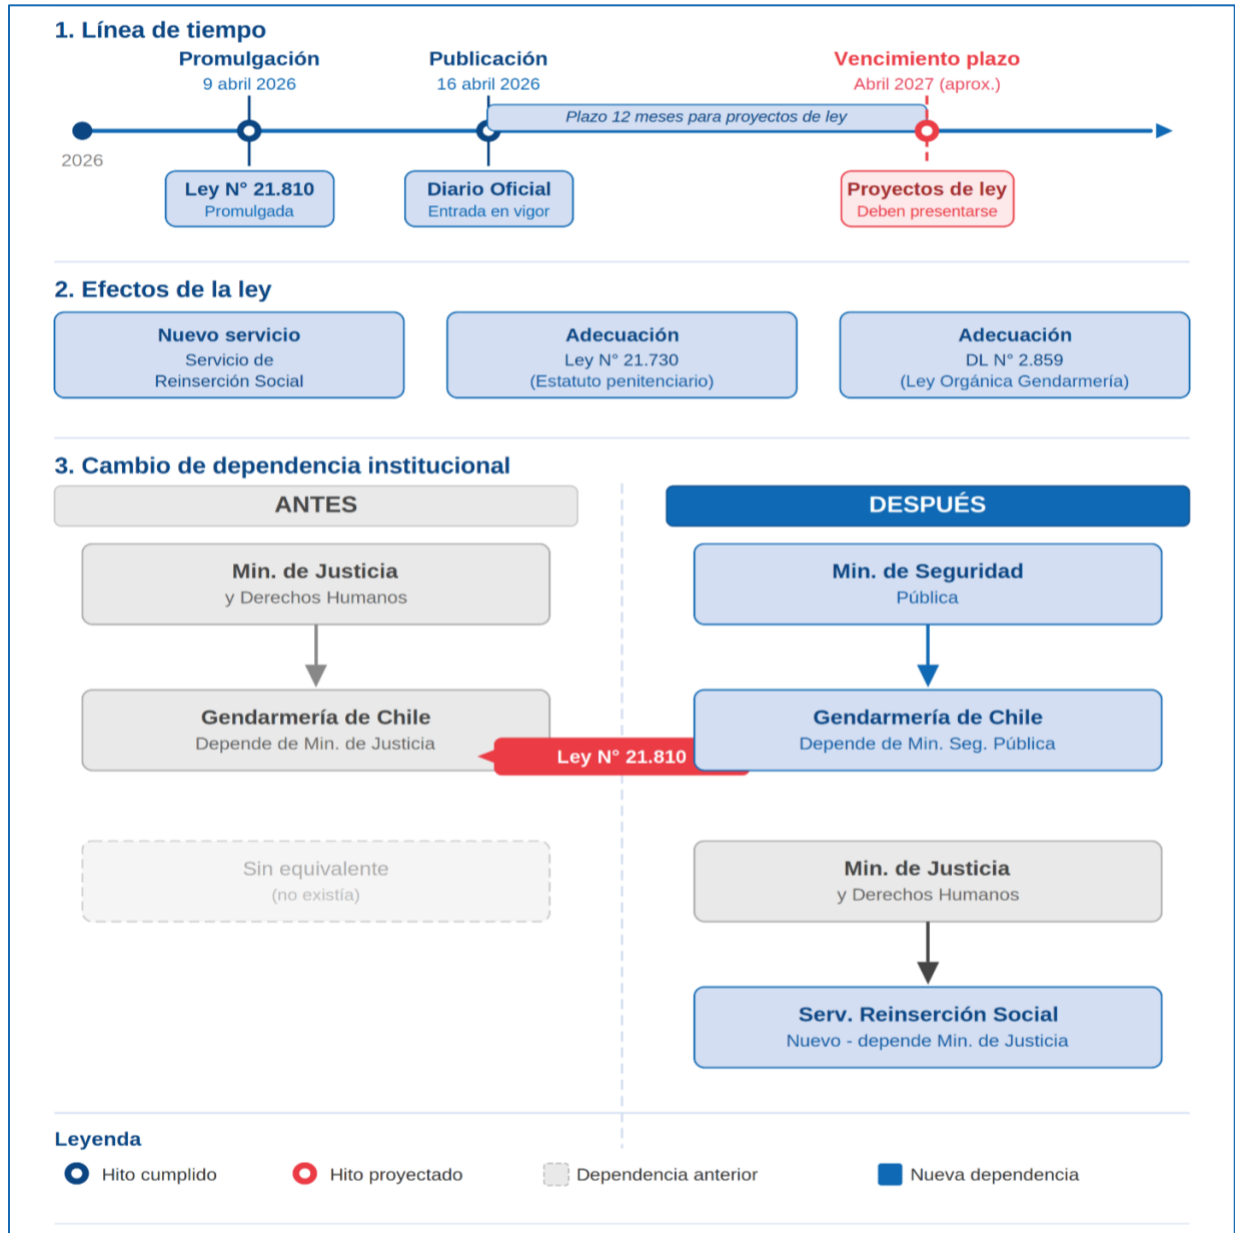 1. Línea de tiempo
Promulgación
9 abril 2026
Publicación
16 abril 2026
Vencimiento plazo
Abril 2027 (aprox.)
Plazo 12 meses para proyectos de ley
2026
Ley N° 21.810
Promulgada
Diario Oficial
Entrada en vigor
Proyectos de ley
Deben presentarse
2. Efectos de la ley
Nuevo servicio
Servicio de
Reinserción Social
Adecuación
Ley N° 21.730
(Estatuto penitenciario)
Adecuación
DL N° 2.859
(Ley Orgánica Gendarmería)
3. Cambio de dependencia institucional
ANTES
DESPUÉS
Min. de Justicia
y Derechos Humanos
Min. de Seguridad
Pública
Gendarmería de Chile
Depende de Min. de Justicia
Ley N° 21.810
Gendarmería de Chile
Depende de Min. Seg. Pública
Sin equivalente
(no existía)
Min. de Justicia
y Derechos Humanos
Serv. Reinserción Social
Nuevo - depende Min. de Justicia
Leyenda
Hito cumplido
Hito proyectado
Dependencia anterior
Nueva dependencia